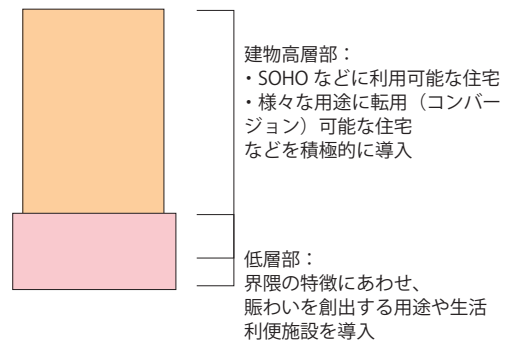 建物高層部：
・SOHO などに利用可能な住宅
・様々な用途に転用（コンバー
ジョン）可能な住宅
などを積極的に導入
低層部：
界隈の特徴にあわせ、
賑わいを創出する用途や生活
利便施設を導入